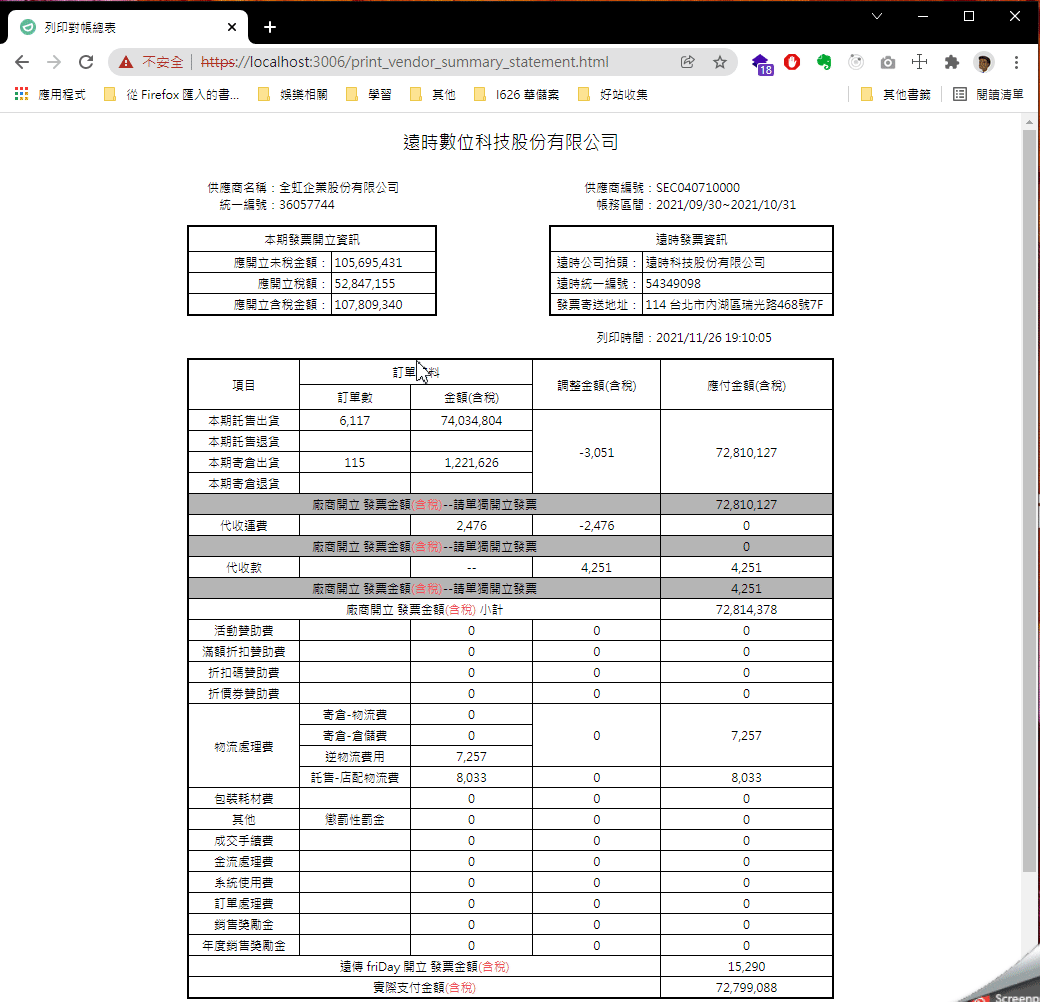 列印對帳總表
不安全 https://localhost:3006/print_vendor_summary_statement.html
18
應用程式 從 Firefox 匯入的書... 娛樂相關 學習 其他 I626 華儲案 好站收集 其他書籤 閱讀清單
遠時數位科技股份有限公司
供應商名稱：全虹企業股份有限公司 供應商編號：SEC040710000
統一編號：36057744 帳務區間：2021/09/30~2021/10/31
本期發票開立資訊 遠時發票資訊
應開立未稅金額： 105,695,431 遠時公司抬頭： 遠時科技股份有限公司
應開立稅額： 52,847,155 遠時統一編號： 54349098
應開立含稅金額： 107,809,340 發票寄送地址： 114 台北市內湖區瑞光路468號7F
列印時間：2021/11/26 19:10:05
項目 訂單 料 調整金額(含稅) 應付金額(含稅)
訂單數 金額(含稅)
本期託售出貨 6,117 74,034,804 -3,051 72,810,127
本期託售退貨
本期寄倉出貨 115 1,221,626
本期寄倉退貨
廠商開立 發票金額(含稅)--請單獨開立發票 72,810,127
代收運費 2,476 -2,476 0
廠商開立 發票金額(含稅)--請單獨開立發票 0
代收款 -- 4,251 4,251
廠商開立 發票金額(含稅)--請單獨開立發票 4,251
廠商開立 發票金額(含稅) 小計 72,814,378
活動贊助費 0 0 0
滿額折扣贊助費 0 0 0
折扣碼贊助費 0 0 0
折價券贊助費 0 0 0
物流處理費 寄倉-物流費 0 0 7,257
寄倉-倉儲費 0
逆物流費用 7,257
託售-店配物流費 8,033 0 8,033
包裝耗材費 0 0 0
其他 懲罰性罰金 0 0 0
成交手續費 0 0 0
金流處理費 0 0 0
系統使用費 0 0 0
訂單處理費 0 0 0
銷售獎勵金 0 0 0
年度銷售獎勵金 0 0 0
遠傳 friDay 開立 發票金額(含稅) 15,290
實際支付金額(含稅) 72,799,088